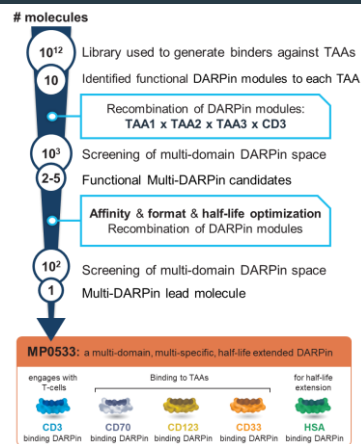 # molecules
10¹² Library used to generate binders against TAAs
10 Identified functional DARPin modules to each TAA
Recombination of DARPin modules:
TAA1 x TAA2 x TAA3 x CD3
10³ Screening of multi-domain DARPin space
2-5 Functional Multi-DARPin candidates
Affinity & format & half-life optimization
Recombination of DARPin modules
10² Screening of multi-domain DARPin space
1 Multi-DARPin lead molecule
MP0533: a multi-domain, multi-specific, half-life extended DARPin
engages with Binding to TAAs for half-life
T-cells extension
CD3 CD70 CD123 CD33 HSA
binding DARPin binding DARPin binding DARPin binding DARPin binding DARPin